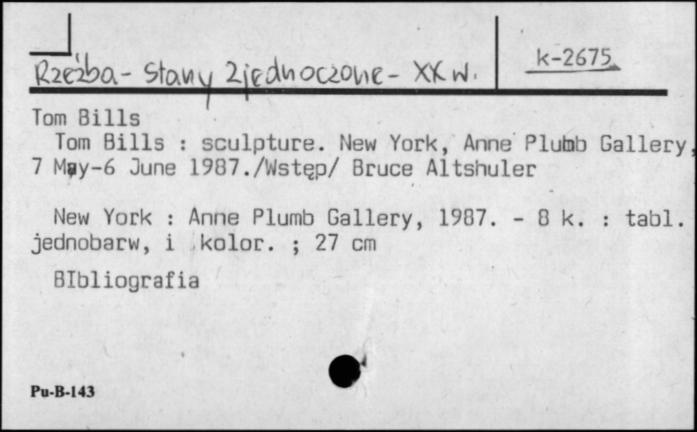 Rzeźba - Stany Zjednoczone - XX w.
k-2675
Tom Bills
Tom Bills : sculpture. New York, Anne Plumb Gallery,
7 May-6 June 1987./Wstęp/ Bruce Altshuler
New York : Anne Plumb Gallery, 1987. - 8 k. : tabl.
jednobarw, i kolor. ; 27 cm
BIbliografia
Pu-B-143